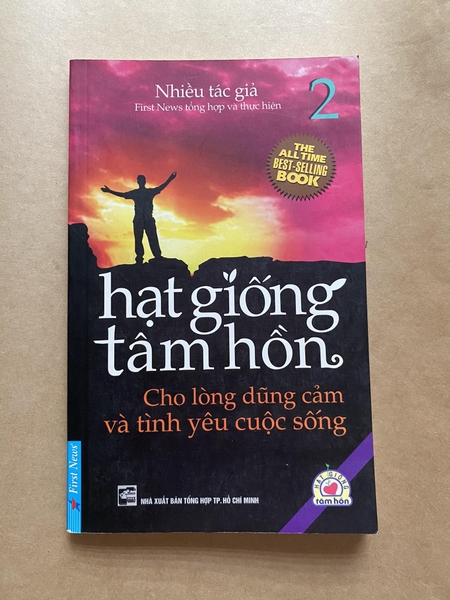 Nhiều tác giả
First News tổng hợp và thực hiện
2
THE
ALL TIME
BEST-SELLING
BOOK
hạt giống
tâm hồn
Cho lòng dũng cảm
và tình yêu cuộc sống
First News
NHÀ XUẤT BẢN TỔNG HỢP TP. HỒ CHÍ MINH
HẠT GIỐNG
tâm hồn